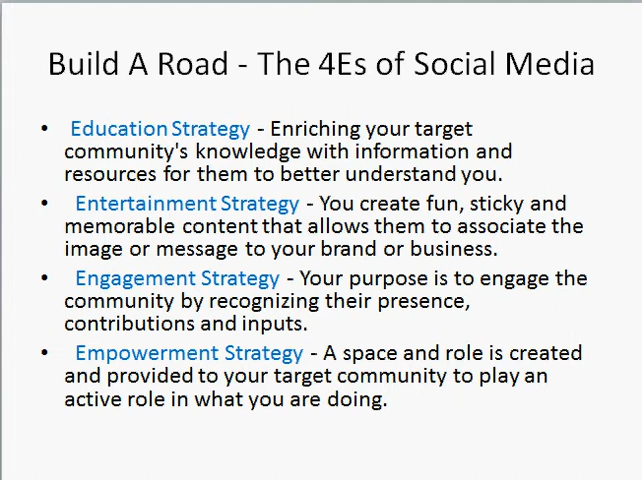 Build A Road - The 4Es of Social Media
• Education Strategy - Enriching your target
community's knowledge with information and
resources for them to better understand you.
• Entertainment Strategy - You create fun, sticky and
memorable content that allows them to associate the
image or message to your brand or business.
• Engagement Strategy - Your purpose is to engage the
community by recognizing their presence,
contributions and inputs.
• Empowerment Strategy - A space and role is created
and provided to your target community to play an
active role in what you are doing.